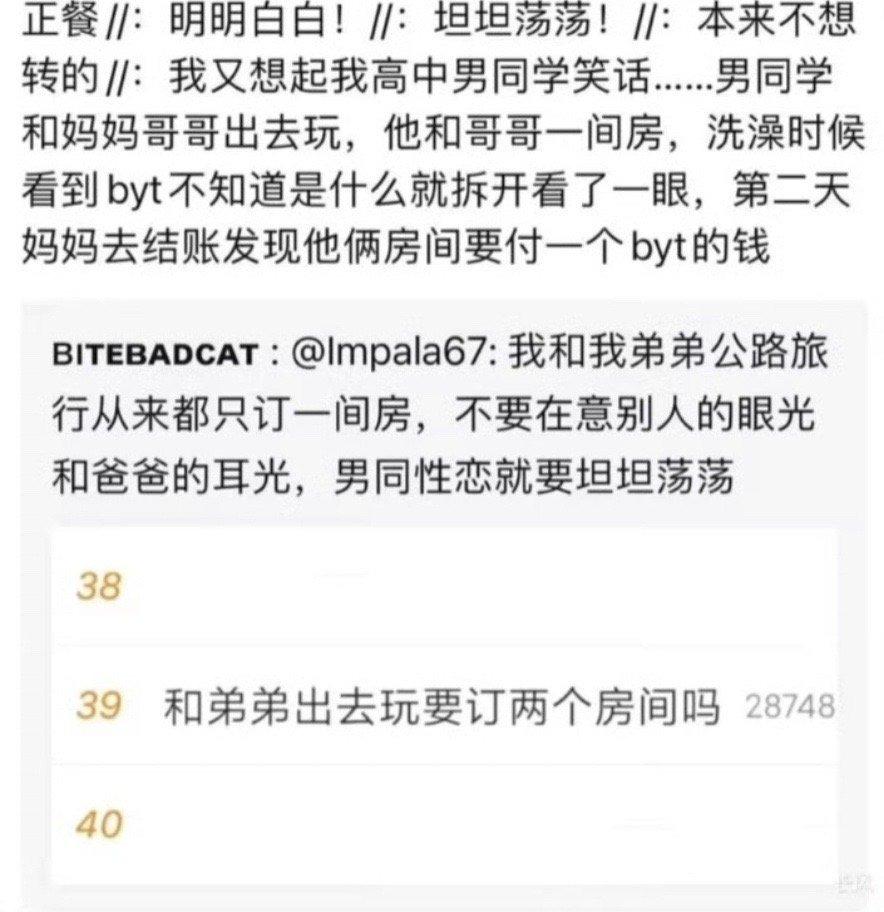 正餐//：明明白白！//：坦坦荡荡！//：本来不想
转的//：我又想起我高中男同学笑话......男同学
和妈妈哥哥出去玩，他和哥哥一间房，洗澡时候
看到byt不知道是什么就拆开看了一眼，第二天
妈妈去结账发现他俩房间要付一个byt的钱
BITEBADCAT : @Impala67: 我和我弟弟公路旅
行从来都只订一间房，不要在意别人的眼光
和爸爸的耳光，男同性恋就要坦坦荡荡
38
39 和弟弟出去玩要订两个房间吗 28748
40